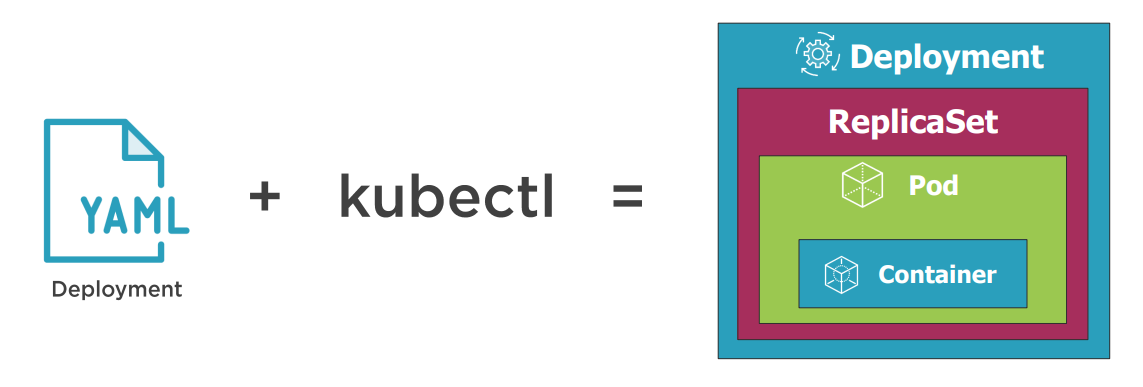 YAML
Deployment
+
kubectl
=
Deployment
ReplicaSet
Pod
Container